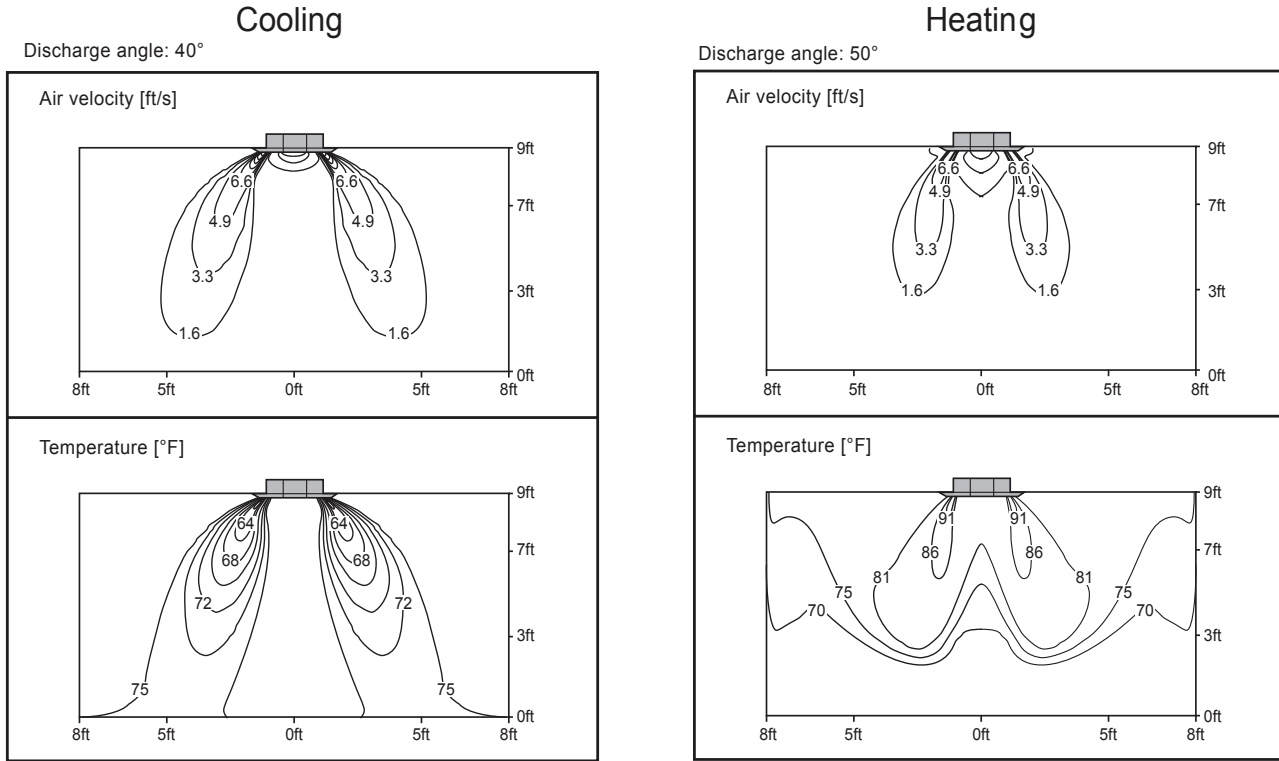 Cooling
Discharge angle: 40°
Air velocity [ft/s]
9ft
6.6 6.6
7ft
4.9 4.9
3.3 3.3
3ft
1.6 1.6
0ft
8ft 5ft 0ft 5ft 8ft
Temperature [°F]
9ft
64 64
7ft
68 68
72 72
3ft
75 75
0ft
8ft 5ft 0ft 5ft 8ft
Heating
Discharge angle: 50°
Air velocity [ft/s]
9ft
6.6 6.6
4.9 4.9
7ft
3.3 3.3
1.6 1.6
3ft
0ft
8ft 5ft 0ft 5ft 8ft
Temperature [°F]
9ft
91 91
86 86
7ft
81 81
75 75
70 70
3ft
0ft
8ft 5ft 0ft 5ft 8ft